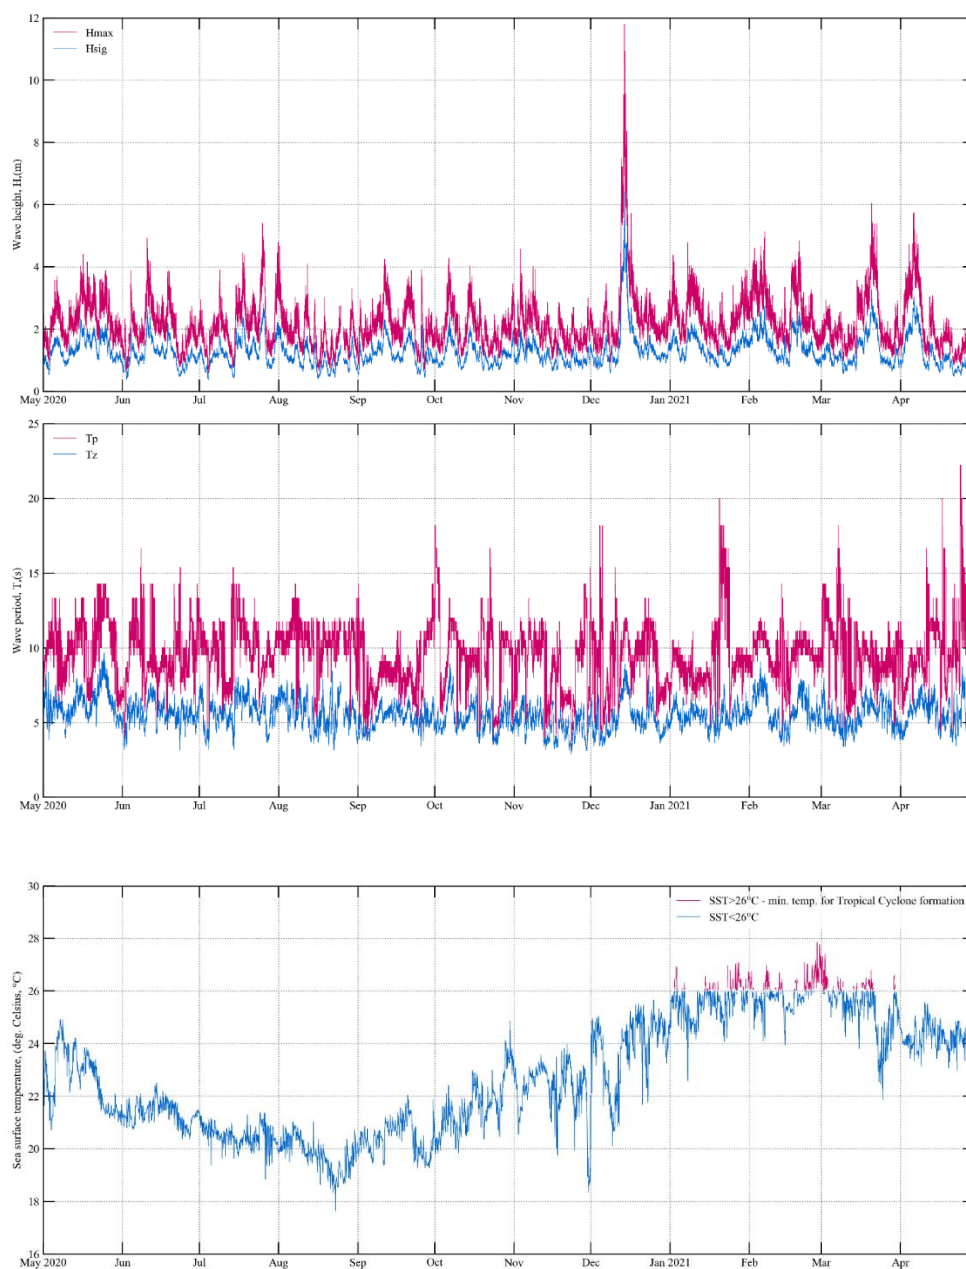 12
Hmax
Hsig
10
8
6
4
2
0
Wave height, H,(m)
May 2020 Jun Jul Aug Sep Oct Nov Dec Jan 2021 Feb Mar Apr
25
Tp
Tz
20
15
10
5
0
Wave period, T,(s)
May 2020 Jun Jul Aug Sep Oct Nov Dec Jan 2021 Feb Mar Apr
30
SST>26°C - min. temp. for Tropical Cyclone formation
SST<26°C
28
26
24
22
20
18
16
Sea surface temperature, (deg. Celsius, °C)
May 2020 Jun Jul Aug Sep Oct Nov Dec Jan 2021 Feb Mar Apr